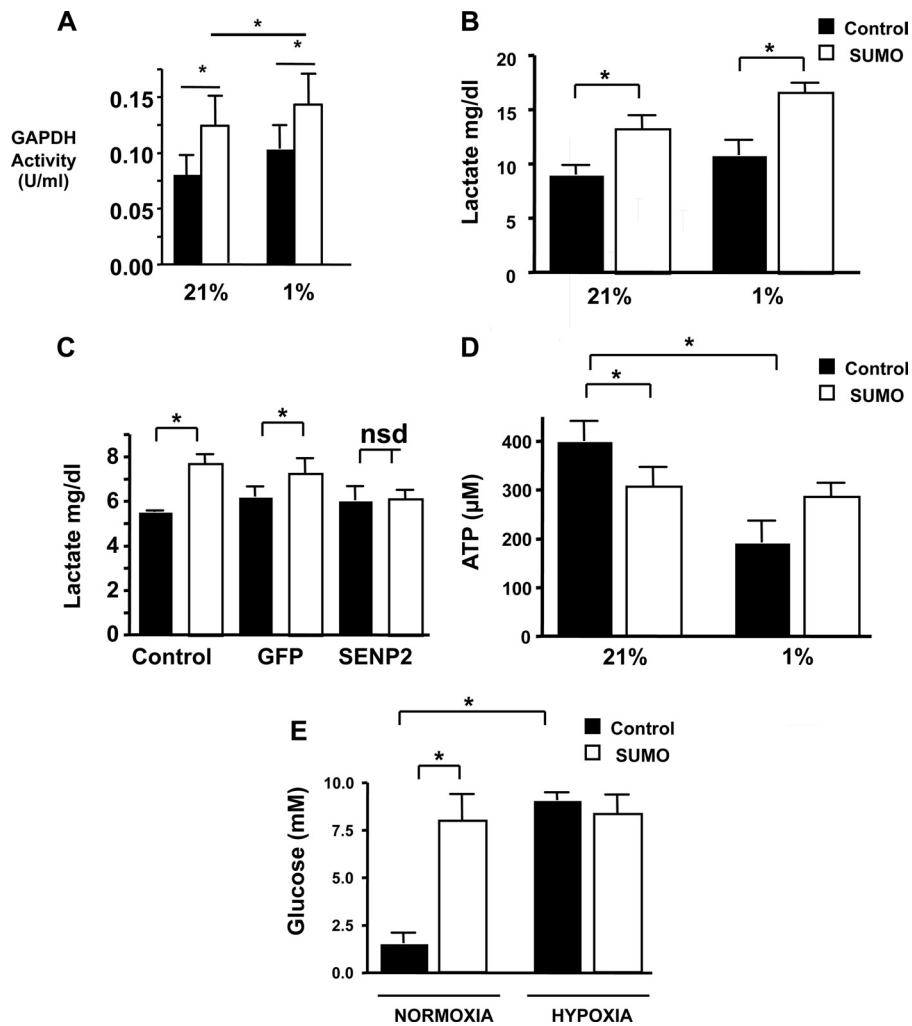 A
*
*
*
0.15
0.10
0.05
0.00
GAPDH
Activity
(U/ml)
21%
1%
B
Control
SUMO
*
*
20
15
10
5
0
Lactate mg/dl
21%
1%
C
*
*
nsd
8
6
4
2
0
Lactate mg/dl
Control
GFP
SENP2
D
Control
SUMO
*
*
400
300
200
100
0
ATP (µM)
21%
1%
E
Control
SUMO
*
*
10.0
7.5
5.0
2.5
0.0
Glucose (mM)
NORMOXIA
HYPOXIA